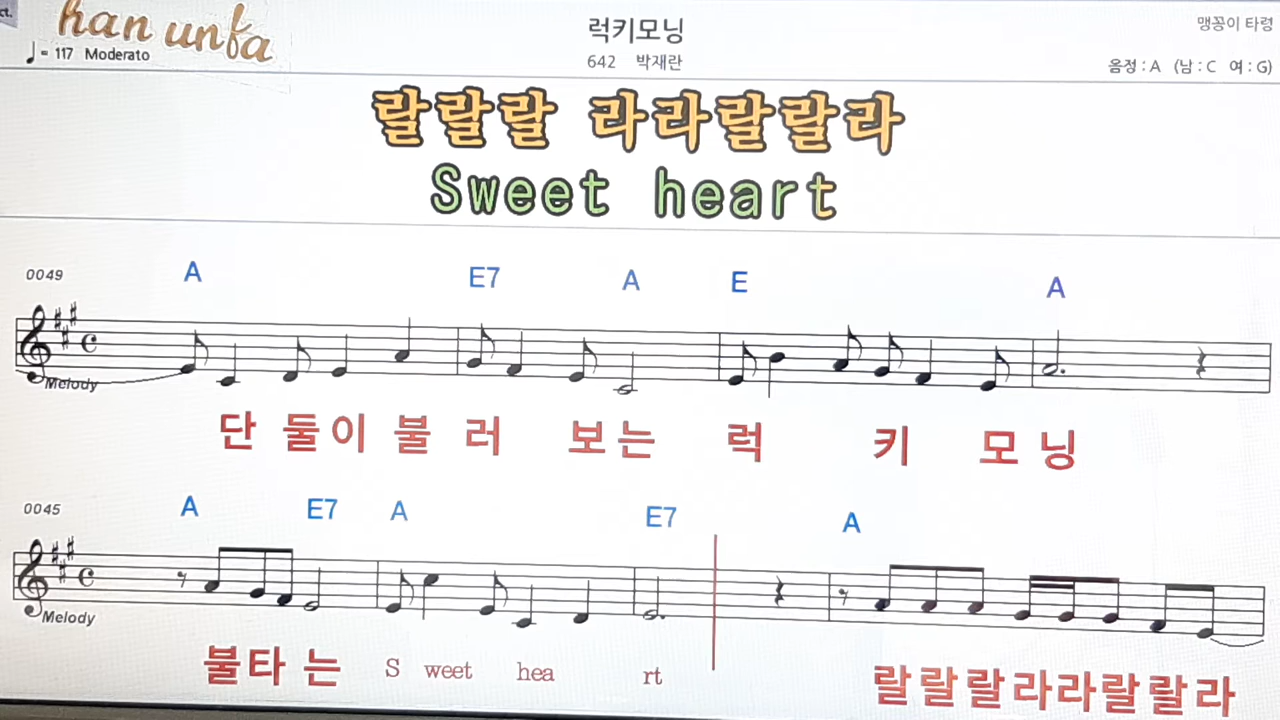 ct.
han unfa
♩= 117 Moderato
럭키모닝
642 박재란
맹꽁이 타령
음정 : A (남 : C 여 : G)
랄랄랄 라라랄랄라
Sweet heart
0049
A E7 A E A
Melody
단 둘이 불 러 보는 럭 키 모 닝
0045
A E7 A E7 A
Melody
불타 는 S weet hea rt 랄랄랄라라랄랄라